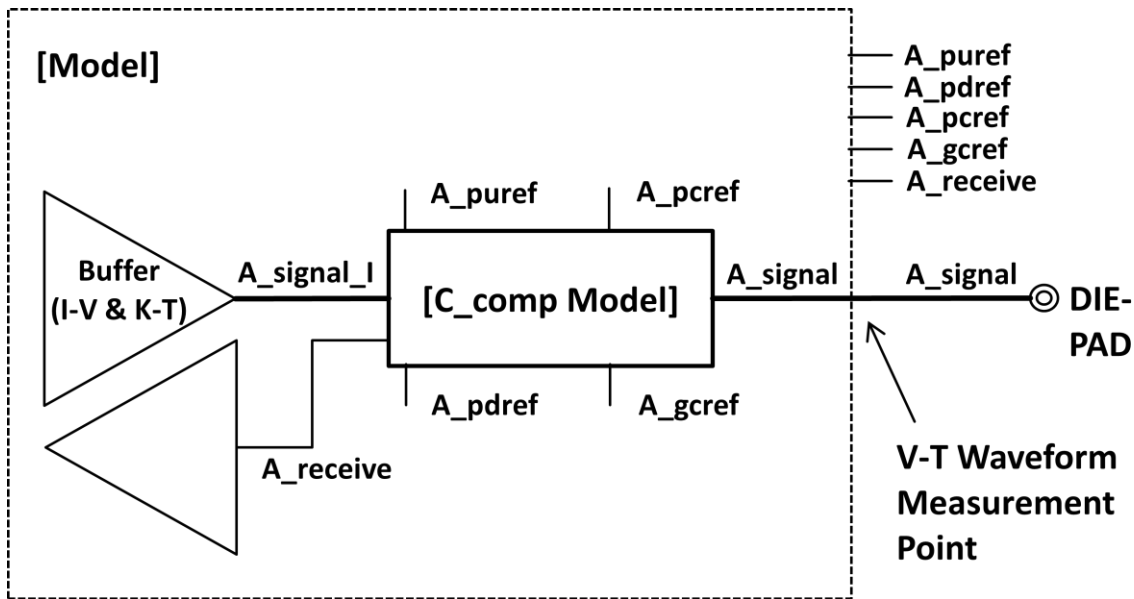 [Model]
A_puref
A_pdref
A_pcref
A_gcref
A_receive
A_puref
A_pcref
Buffer
(I-V & K-T)
A_signal_I
[C_comp Model]
A_signal
A_signal
DIE-
PAD
A_pdref
A_gcref
A_receive
V-T Waveform
Measurement
Point